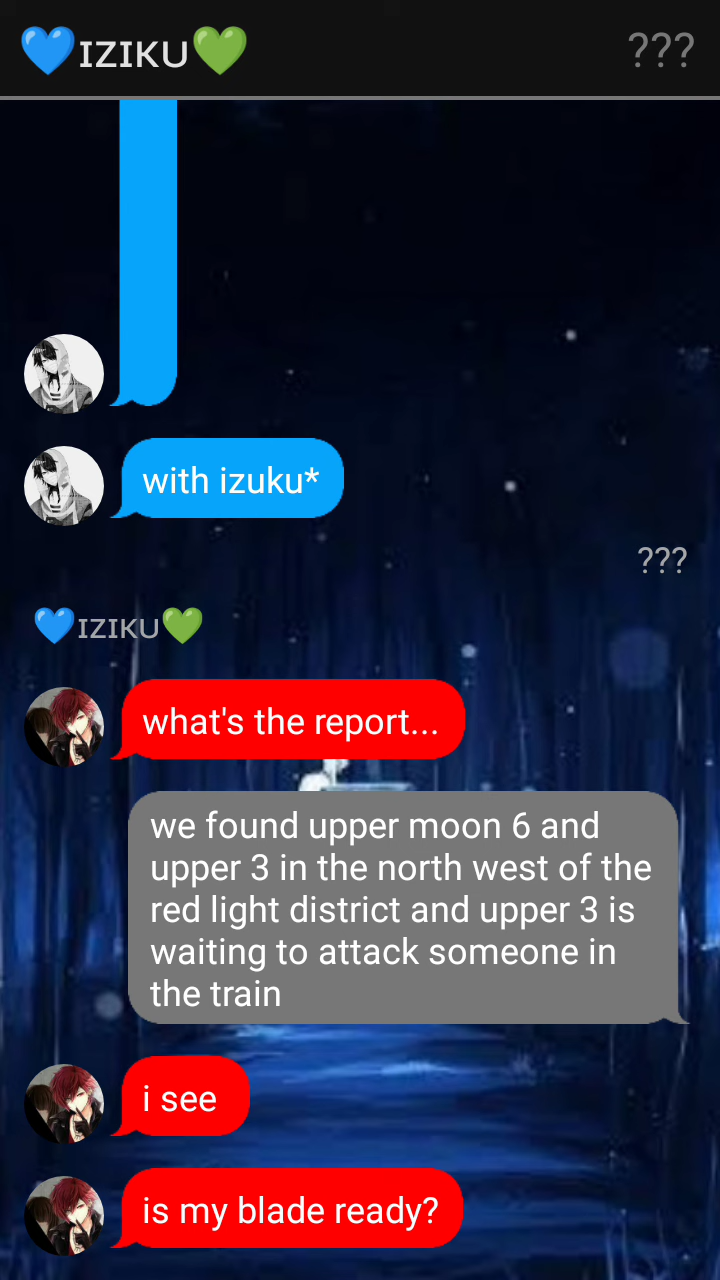 💙ɪᴢɪᴋᴜ💚
???
with izuku*
???
💙ɪᴢɪᴋᴜ💚
what's the report...
we found upper moon 6 and
upper 3 in the north west of the
red light district and upper 3 is
waiting to attack someone in
the train
i see
is my blade ready?